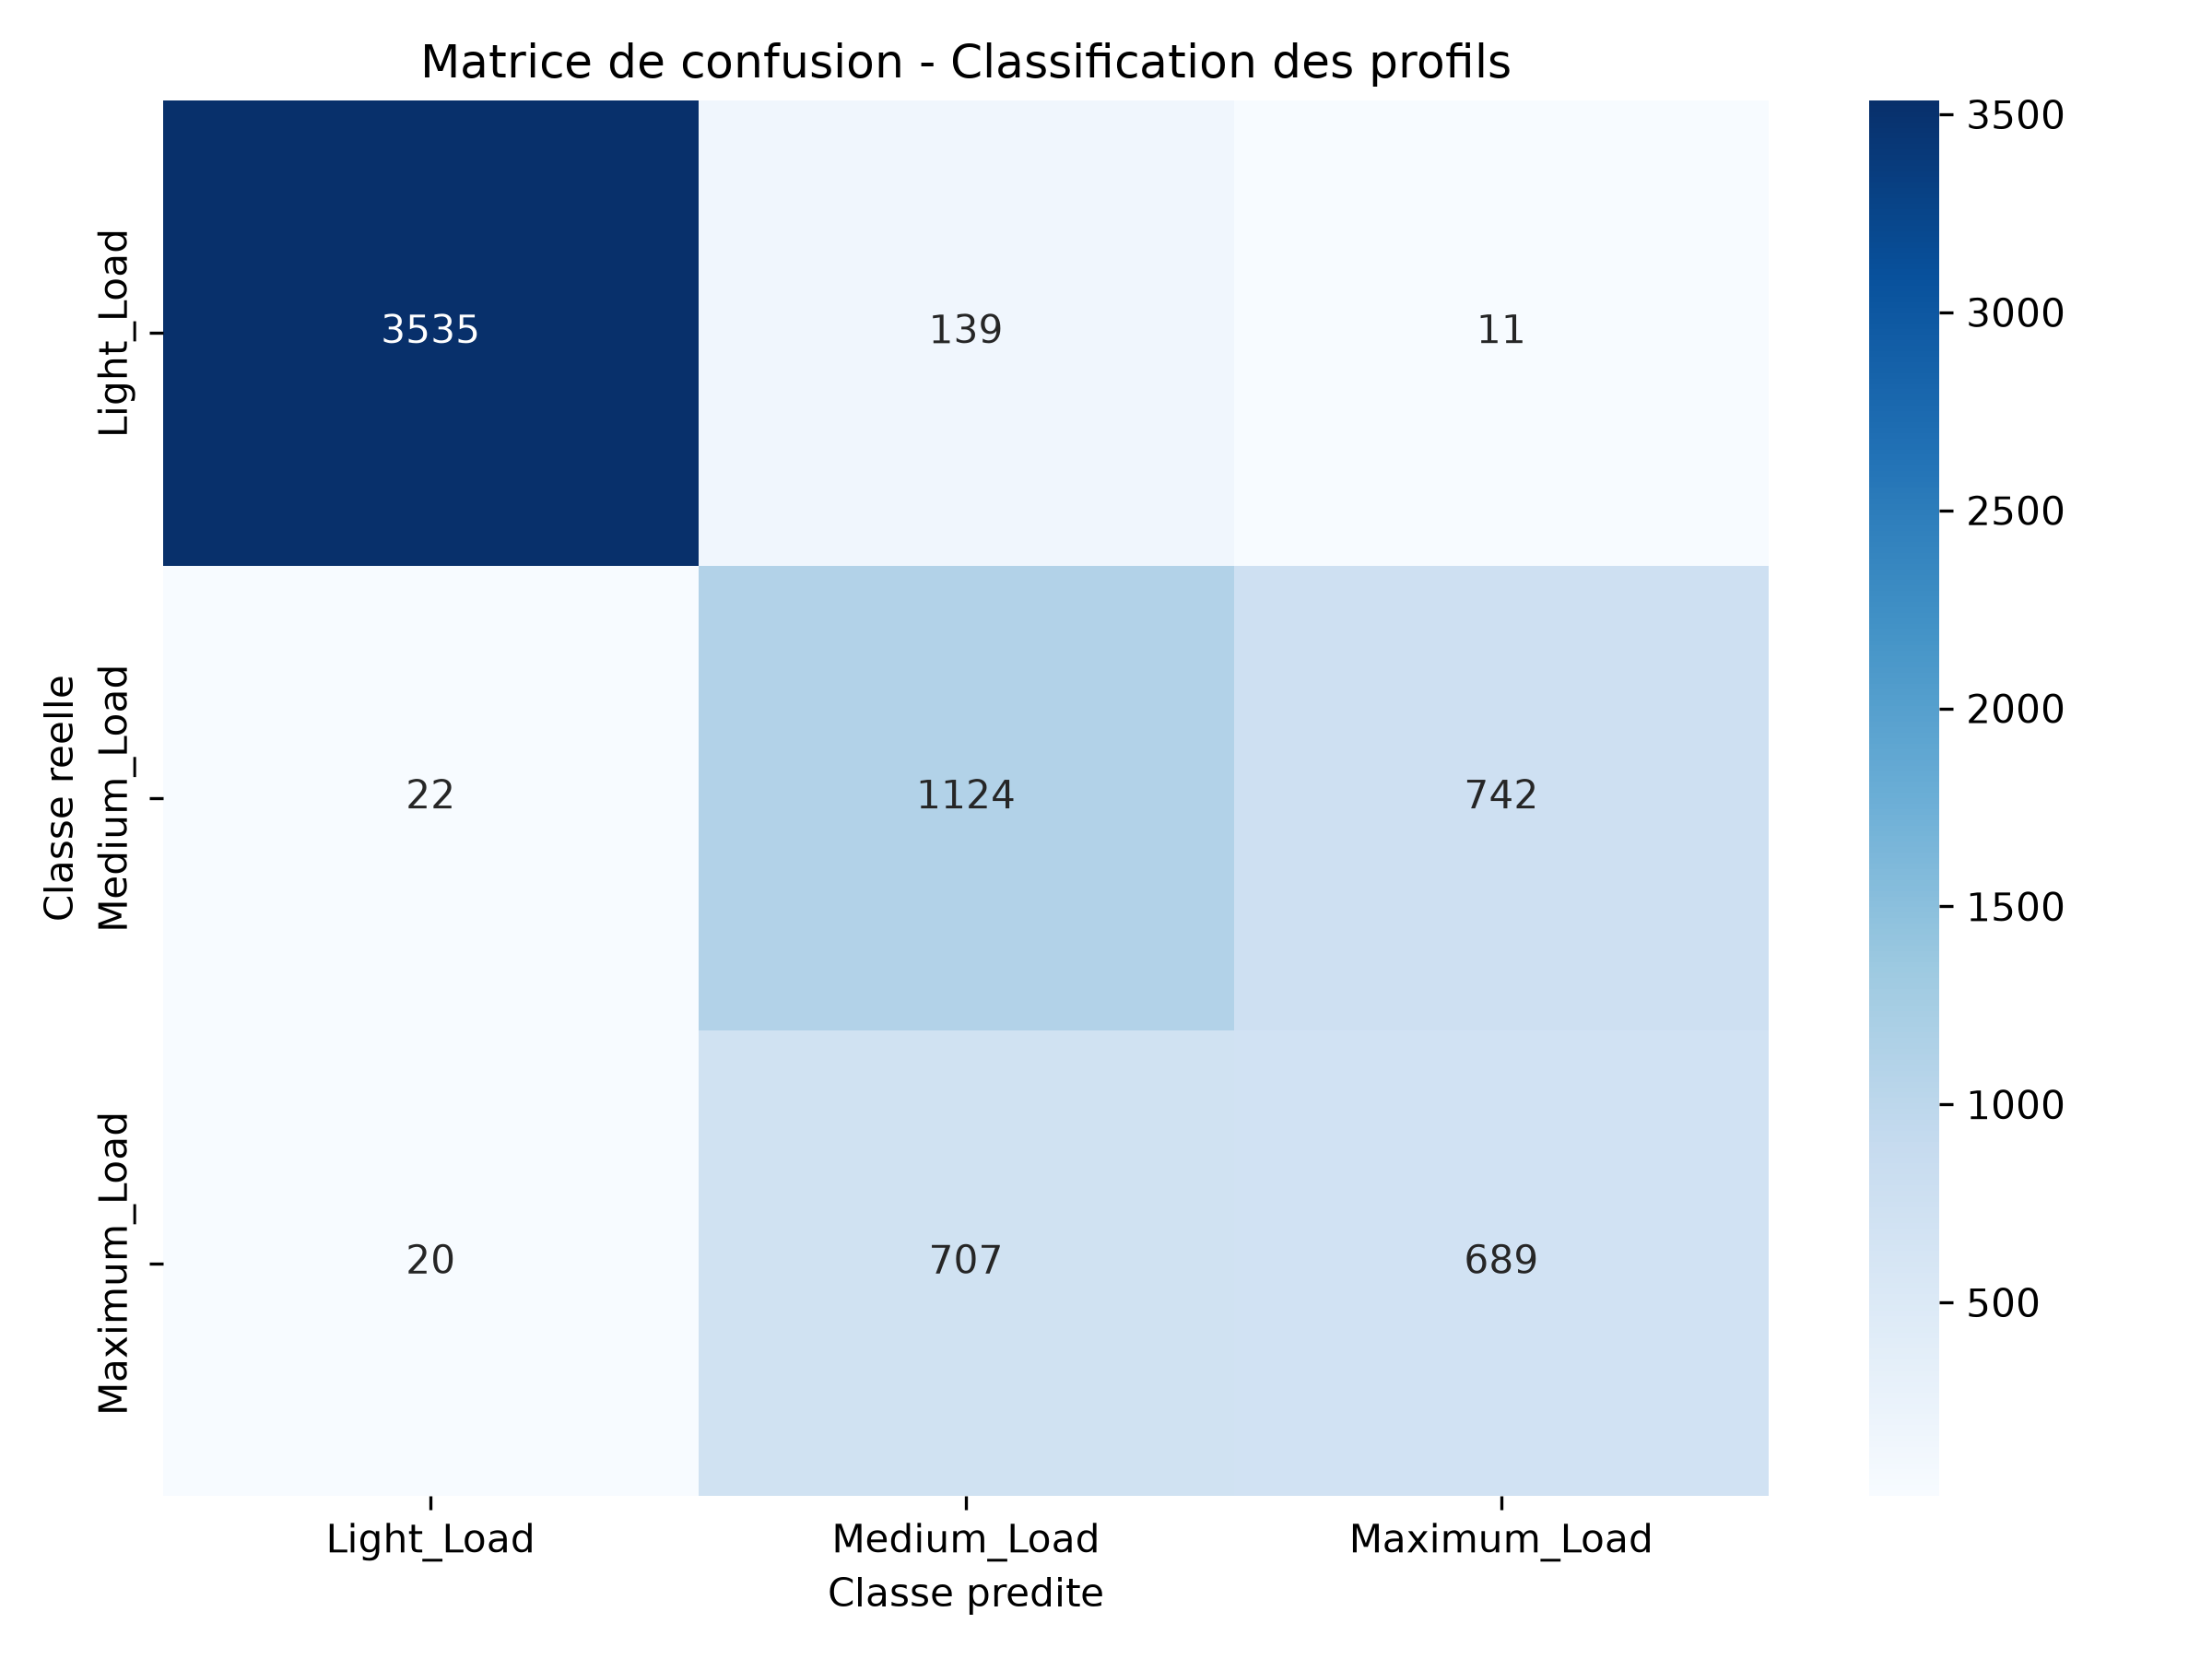 Matrice de confusion - Classification des profils
Classe reelle
Light_Load
3535 139 11
Medium_Load
22 1124 742
Maximum_Load
20 707 689
Light_Load Medium_Load Maximum_Load
Classe predite
3500
3000
2500
2000
1500
1000
500